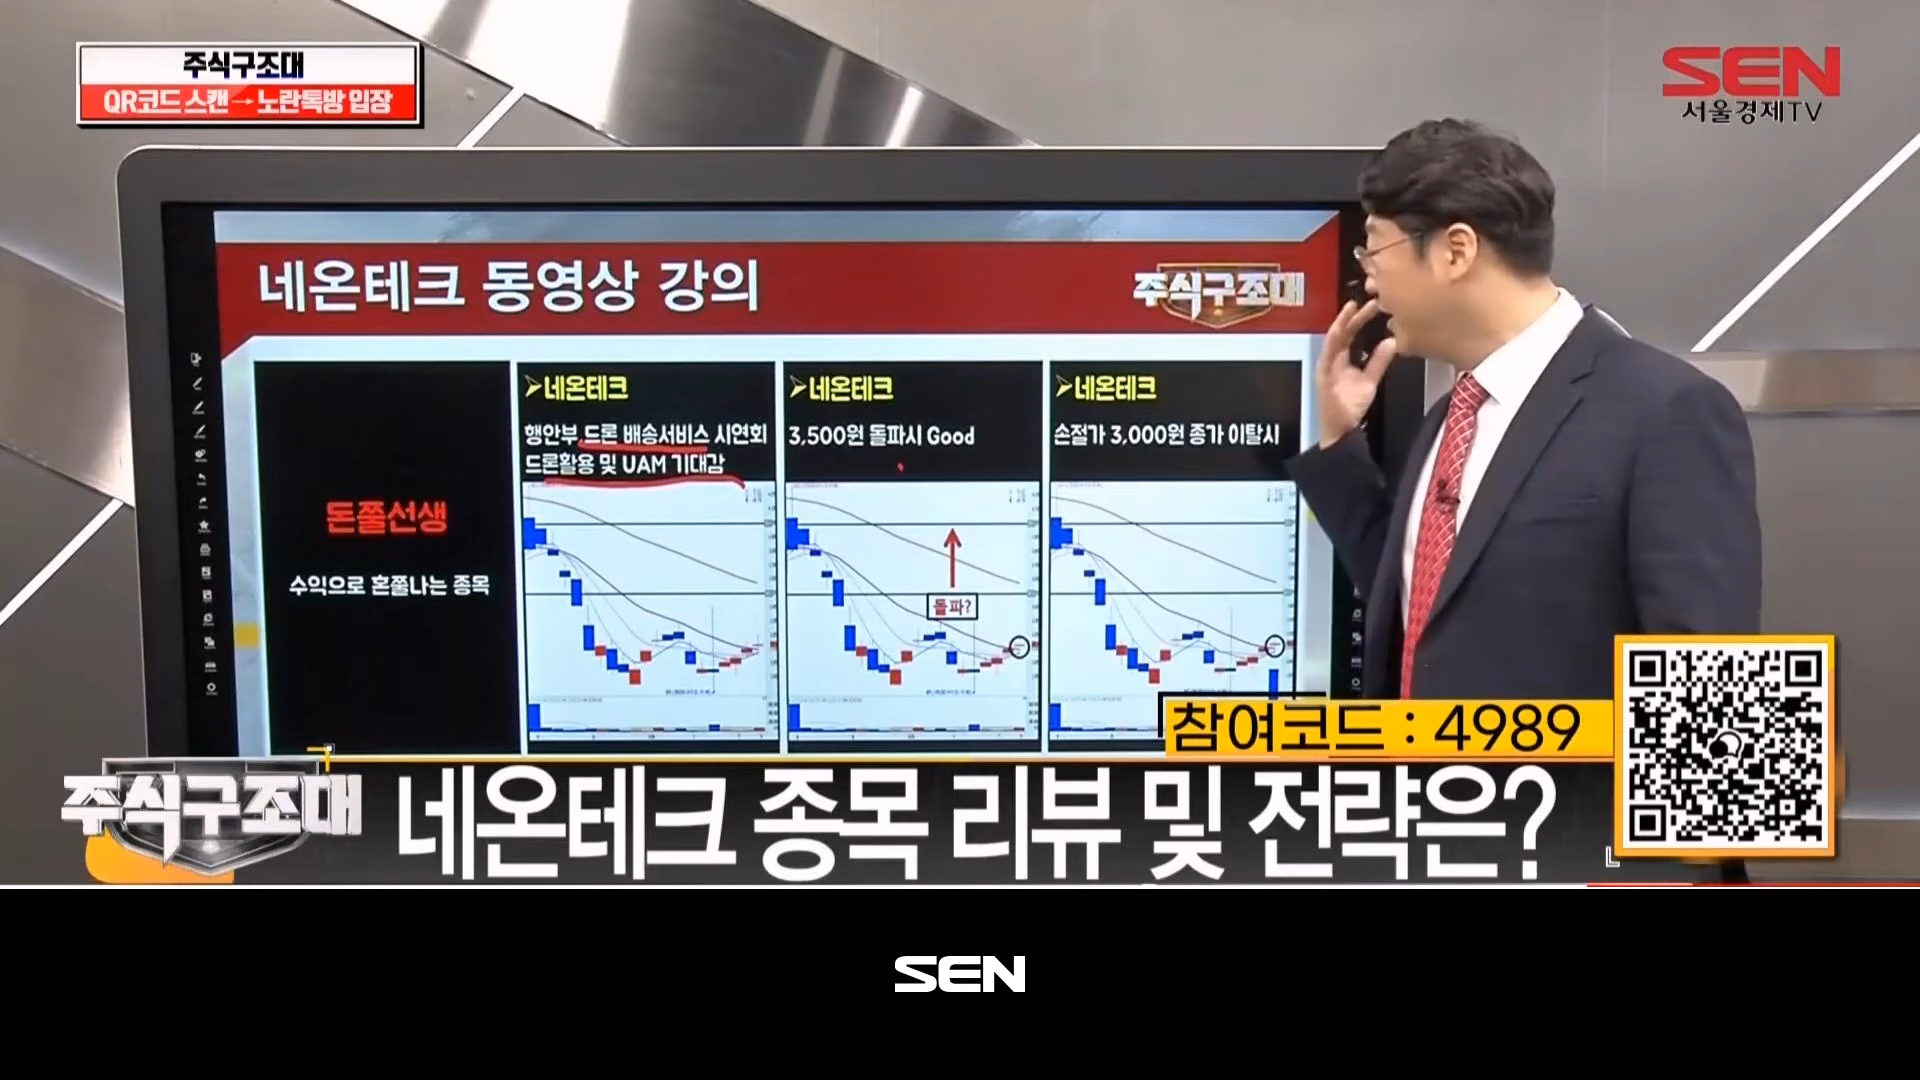 주식구조대
QR코드 스캔→노란톡방 입장
SEN
서울경제TV
네온테크 동영상 강의
주식구조대
돈쭐선생
수익으로 혼쭐나는 종목
➢네온테크
행안부 드론 배송서비스 시연회
드론활용 및 UAM 기대감
➢네온테크
3,500원 돌파시 Good
돌파?
➢네온테크
손절가 3,000원 종가 이탈시
참여코드 : 4989
주식구조대
네온테크 종목 리뷰 및 전략은?
SEN